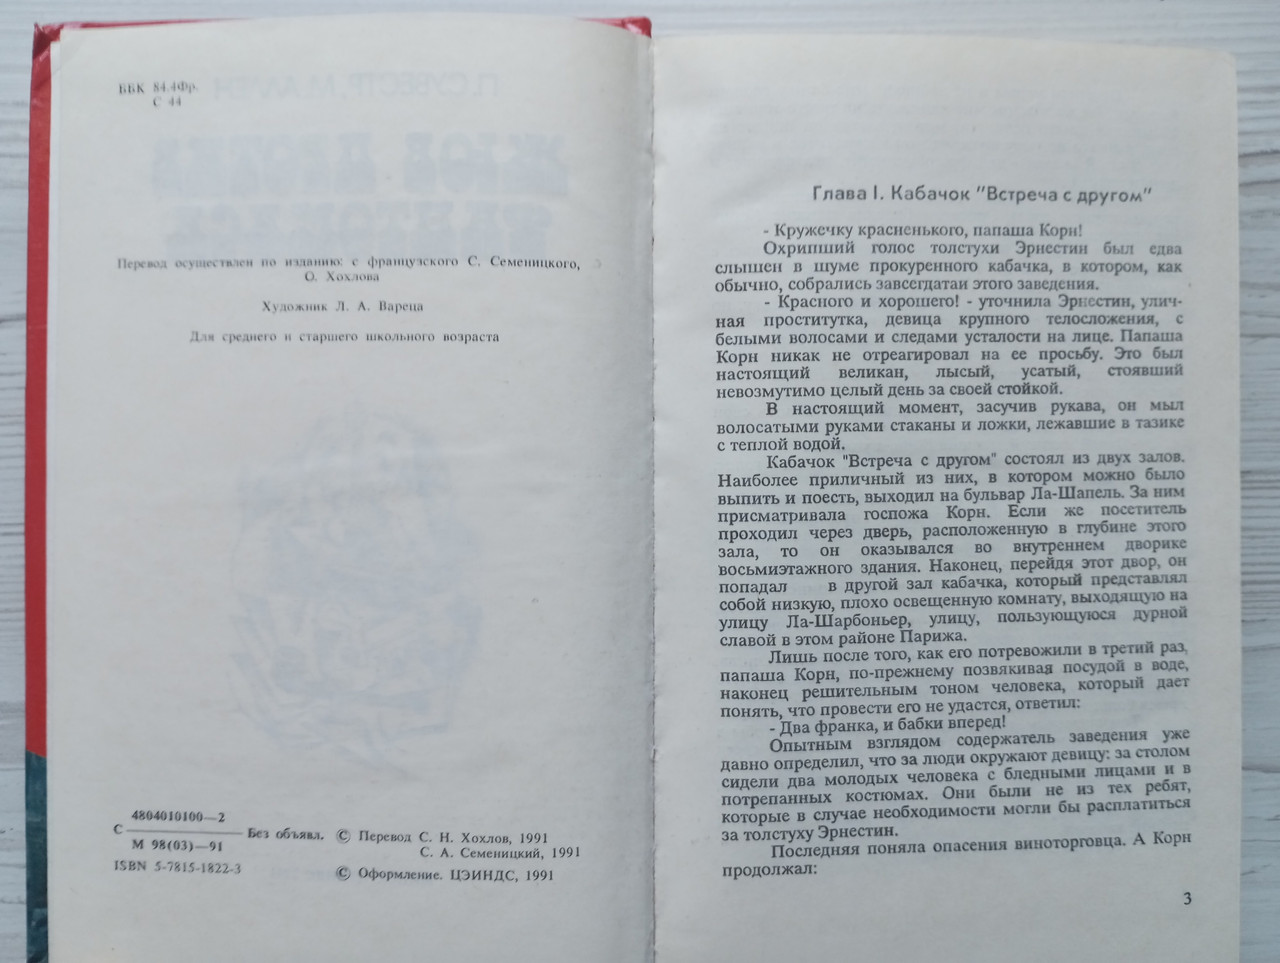 ББК 84.4Фр.
С 44
Перевод осуществлен по изданию: с французского С. Семеницкого,
О. Хохлова
Художник Л. А. Вареца
Для среднего и старшего школьного возраста
4804010100—2
С
Без объявл.
М 98(03)—91
© Перевод С. Н. Хохлов, 1991
С. А. Семеницкий, 1991
ISBN 5-7815-1822-3
© Оформление. ЦЭИНДС, 1991
Глава I. Кабачок "Встреча с другом"
- Кружечку красненького, папаша Корн!
Охрипший голос толстухи Эрнестин был едва
слышен в шуме прокуренного кабачка, в котором, как
обычно, собрались завсегдатаи этого заведения.
- Красного и хорошего! - уточнила Эрнестин, улич-
ная проститутка, девица крупного телосложения, с
белыми волосами и следами усталости на лице. Папаша
Корн никак не отреагировал на ее просьбу. Это был
настоящий великан, лысый, усатый, стоявший
невозмутимо целый день за своей стойкой.
В настоящий момент, засучив рукава, он мыл
волосатыми руками стаканы и ложки, лежавшие в тазике
с теплой водой.
Кабачок "Встреча с другом" состоял из двух залов.
Наиболее приличный из них, в котором можно было
выпить и поесть, выходил на бульвар Ла-Шапель. За ним
присматривала госпожа Корн. Если же посетитель
проходил через дверь, расположенную в глубине этого
зала, то он оказывался во внутреннем дворике
восьмиэтажного здания. Наконец, перейдя этот двор, он
попадал в другой зал кабачка, который представлял
собой низкую, плохо освещенную комнату, выходящую на
улицу Ла-Шарбоньер, улицу, пользующуюся дурной
славой в этом районе Парижа.
Лишь после того, как его потревожили в третий раз,
папаша Корн, по-прежнему позвякивая посудой в воде,
наконец решительным тоном человека, который дает
понять, что провести его не удастся, ответил:
- Два франка, и бабки вперед!
Опытным взглядом содержатель заведения уже
давно определил, что за люди окружают девицу: за столом
сидели два молодых человека с бледными лицами и в
потрепанных костюмах. Они были не из тех ребят,
которые в случае необходимости могли бы расплатиться
за толстуху Эрнестин.
Последняя поняла опасения виноторговца. А Корн
продолжал:
3